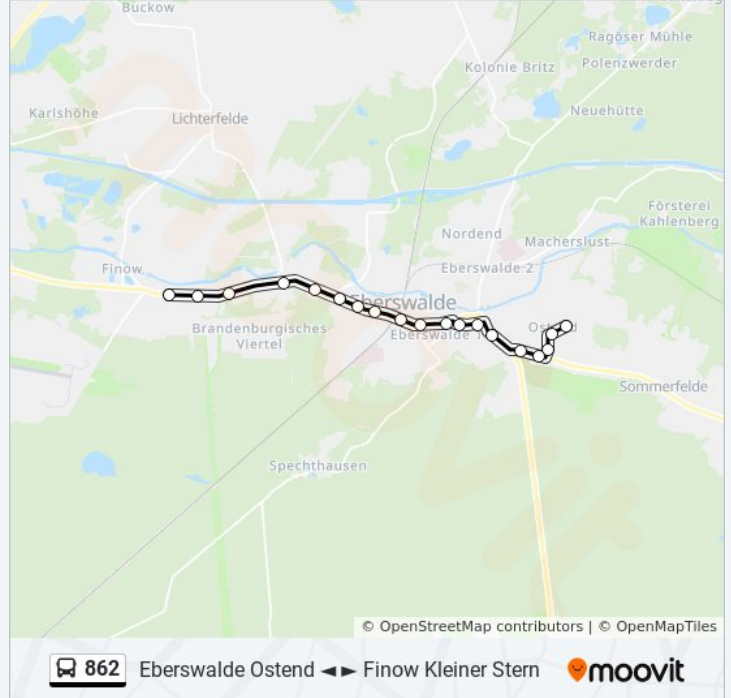 Buckow
Ragöser Mühle
Kolonie Britz
Polenzwerder
Karlshöhe
Neuehütte
Lichterfelde
Försterei
Kahlenberg
Nordend
Macherslust
Finow
Eberswalde 2
Eberswalde
Brandenburgisches
Viertel
Eberswalde 1
Ostend
Sommerfelde
Spechthausen
© OpenStreetMap contributors | © OpenMapTiles
862 Eberswalde Ostend ◄ ► Finow Kleiner Stern
moovit